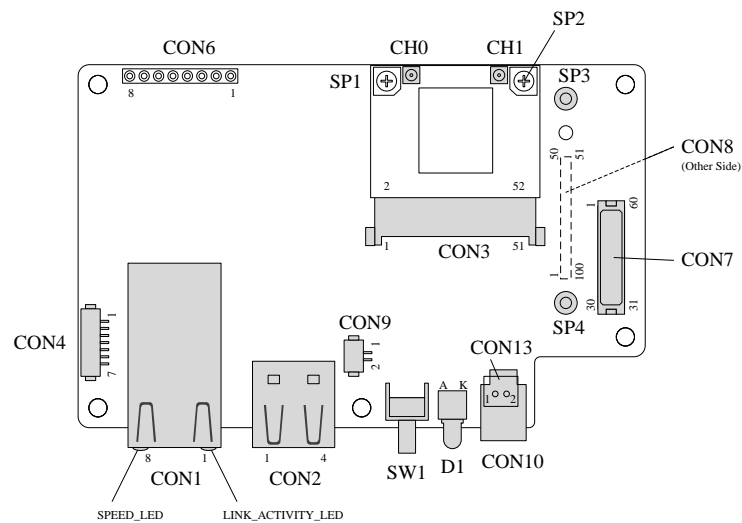 SP2
CON6
CH0
CH1
SP1
SP3
8
1
50
51
CON8
(Other Side)
2
52
1
60
CON3
1
51
CON7
1
100
30
31
SP4
CON4
1
7
CON9
1
2
CON13
A
K
1
2
8
1
CON1
1
4
CON2
SW1
D1
CON10
SPEED_LED
LINK_ACTIVITY_LED